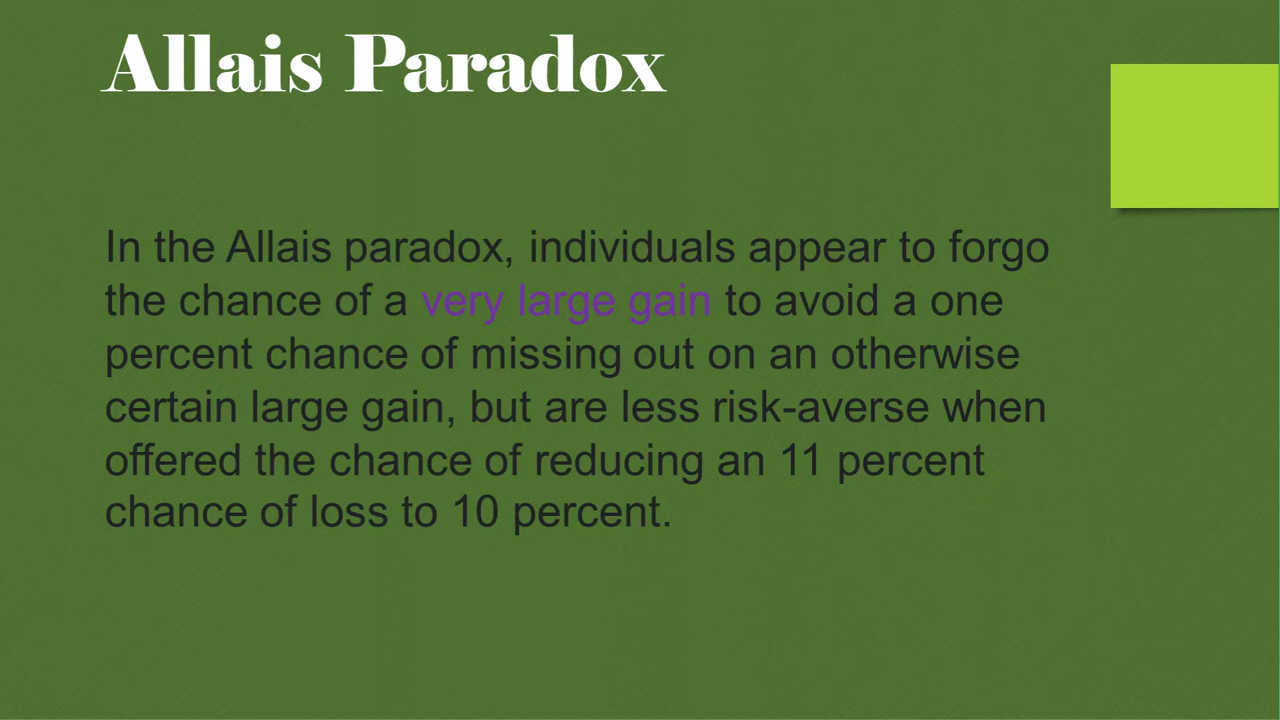 Allais Paradox
In the Allais paradox, individuals appear to forgo
the chance of a very large gain to avoid a one
percent chance of missing out on an otherwise
certain large gain, but are less risk-averse when
offered the chance of reducing an 11 percent
chance of loss to 10 percent.